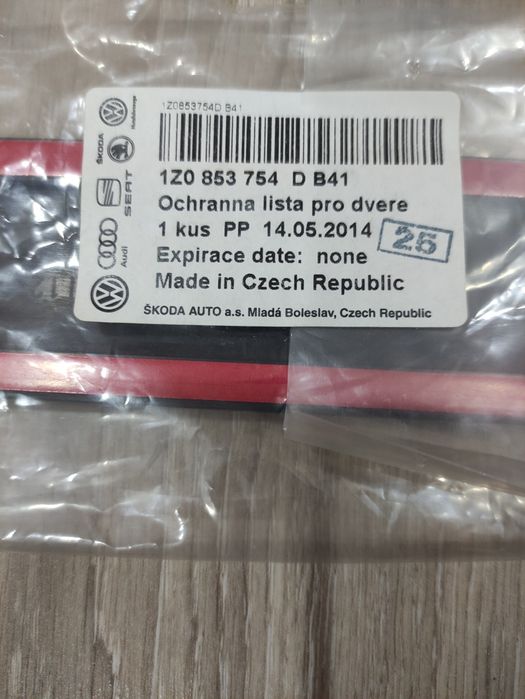 1Z0853754D B41
1Z0 853 754 D B41
Ochranna lista pro dvere
1 kus PP 14.05.2014
25
Expirace date: none
Made in Czech Republic
ŠKODA AUTO a.s. Mladá Boleslav, Czech Republic
Nutzfahrzeuge
ŠKODA
SEAT
Audi